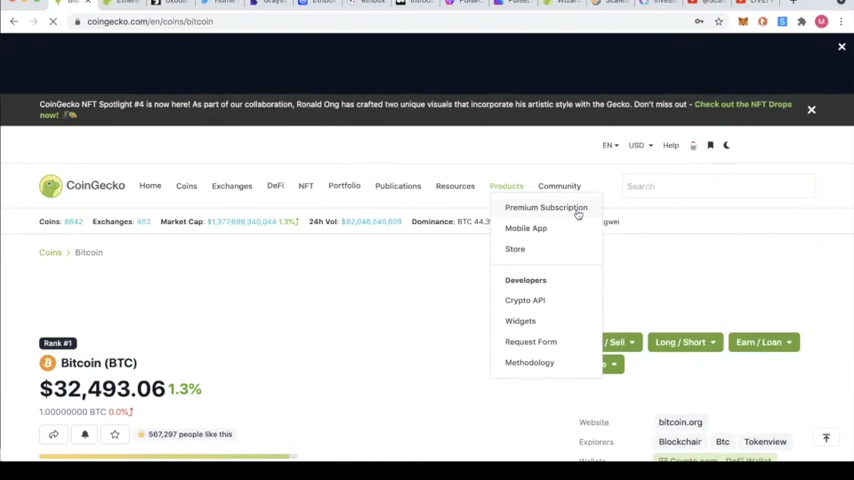 coingecko.com/en/coins/bitcoin
CoinGecko NFT Spotlight #4 is now here! As part of our collaboration, Ronald Ong has crafted two unique visuals that incorporate his artistic style with the Gecko. Don't miss out - Check out the NFT Drops
now!
EN USD Help
CoinGecko Home Coins Exchanges DeFi NFT Portfolio Publications Resources Products Community Search
Premium Subscription
Coins: 8642 Exchanges: 463 Market Cap: $1,377,696,340,044 1.3% 24h Vol: $82,046,540,609 Dominance: BTC 44.3 gwei
Mobile App
Store
Coins > Bitcoin
Developers
Crypto API
Widgets
Request Form
Methodology
Rank #1
/ Sell Long / Short Earn / Loan
Bitcoin (BTC)
$32,493.06 1.3%
1.00000000 BTC 0.0%
567,297 people like this
Website bitcoin.org
Explorers Blockchair Btc Tokenview